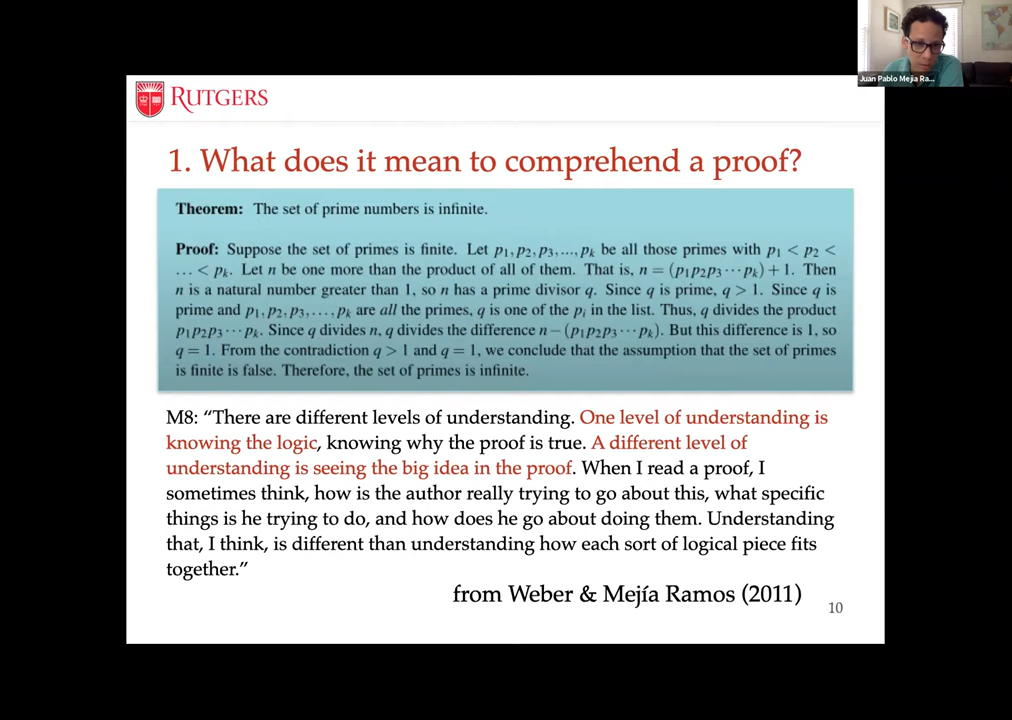 Juan Pablo Mejia Ra...
RUTGERS
1. What does it mean to comprehend a proof?
Theorem: The set of prime numbers is infinite.
Proof: Suppose the set of primes is finite. Let p₁, p₂, p₃, ..., pₖ be all those primes with p₁ < p₂ <
... < pₖ. Let n be one more than the product of all of them. That is, n = (p₁p₂p₃ ⋯ pₖ) + 1. Then
n is a natural number greater than 1, so n has a prime divisor q. Since q is prime, q > 1. Since q is
prime and p₁, p₂, p₃, ..., pₖ are all the primes, q is one of the pᵢ in the list. Thus, q divides the product
p₁p₂p₃ ⋯ pₖ. Since q divides n, q divides the difference n − (p₁p₂p₃ ⋯ pₖ). But this difference is 1, so
q = 1. From the contradiction q > 1 and q = 1, we conclude that the assumption that the set of primes
is finite is false. Therefore, the set of primes is infinite.
M8: “There are different levels of understanding. One level of understanding is
knowing the logic, knowing why the proof is true. A different level of
understanding is seeing the big idea in the proof. When I read a proof, I
sometimes think, how is the author really trying to go about this, what specific
things is he trying to do, and how does he go about doing them. Understanding
that, I think, is different than understanding how each sort of logical piece fits
together.”
from Weber & Mejía Ramos (2011)
10